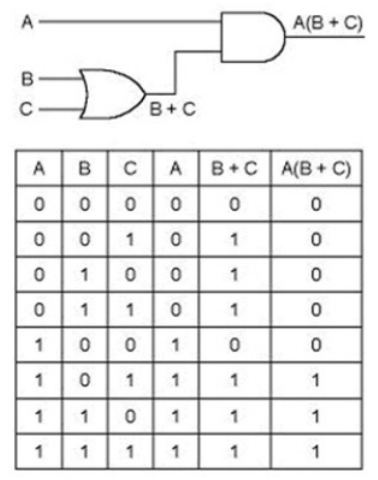 A
A(B + C)
B
C
B + C
A B C A B + C A(B + C)
0 0 0 0 0 0
0 0 1 0 1 0
0 1 0 0 1 0
0 1 1 0 1 0
1 0 0 1 0 0
1 0 1 1 1 1
1 1 0 1 1 1
1 1 1 1 1 1